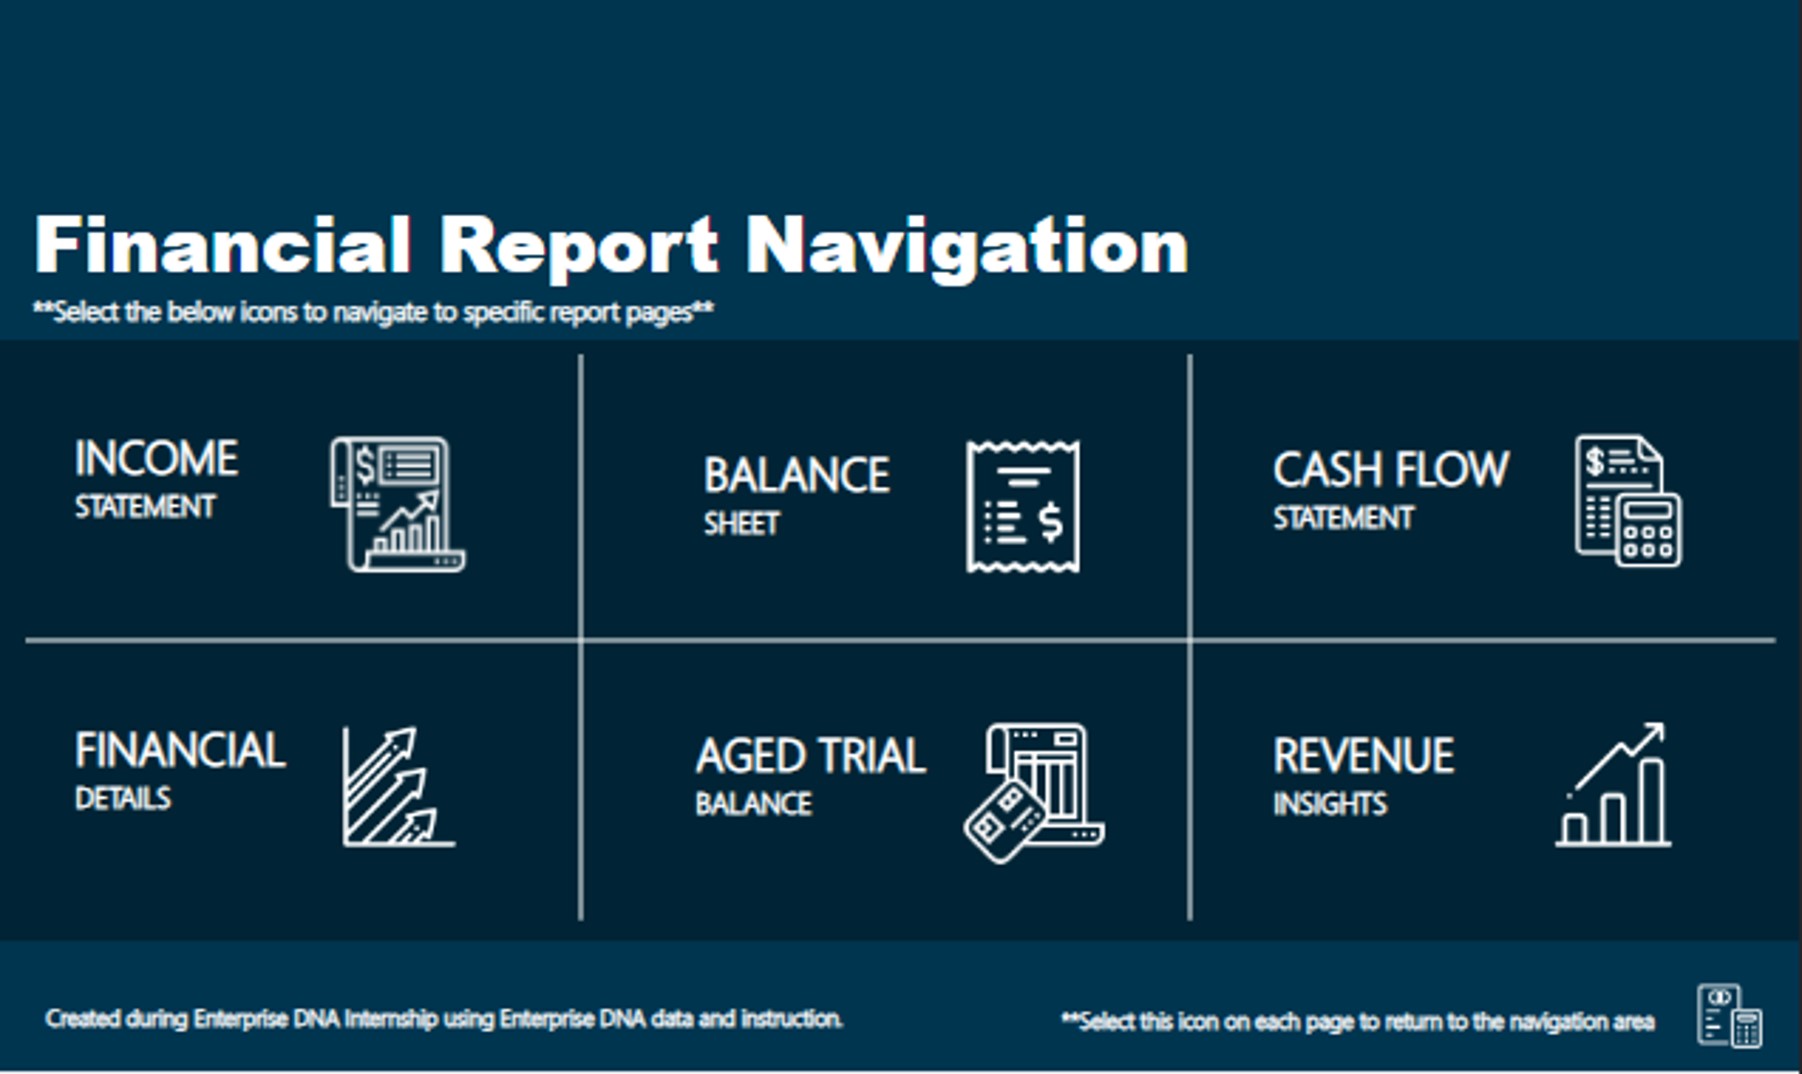 Financial Report Navigation
**Select the below icons to navigate to specific report pages**
INCOME
STATEMENT
$
BALANCE
SHEET
$
CASH FLOW
STATEMENT
$
FINANCIAL
DETAILS
AGED TRIAL
BALANCE
REVENUE
INSIGHTS
Created during Enterprise DNA Internship using Enterprise DNA data and instruction.
**Select this icon on each page to return to the navigation area